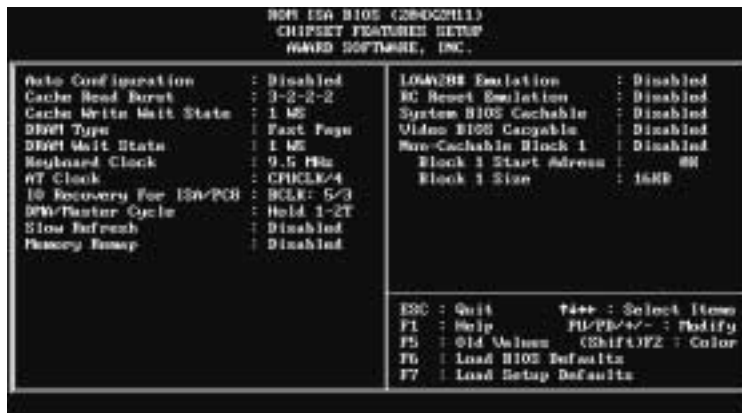 ROM ISA BIOS (2B4DG2M11)
CHIPSET FEATURES SETUP
AWARD SOFTWARE, INC.
Auto Configuration : Disabled
Cache Read Burst : 3-2-2-2
Cache Write Wait State : 1 WS
DRAM Type : Fast Page
DRAM Wait State : 1 WS
Keyboard Clock : 9.5 MHz
AT Clock : CPUCLK/4
IO Recovery For ISA/PC8 : BCLK: 5/3
DMA/Master Cycle : Hold 1-2T
Slow Refresh : Disabled
Memory Remap : Disabled
LOWA20# Emulation : Disabled
RC Reset Emulation : Disabled
System BIOS Cachable : Disabled
Video BIOS Cacgable : Disabled
Non-Cachable Block 1 : Disabled
Block 1 Start Adress : 0K
Block 1 Size : 16KB
ESC : Quit ↑↓→← : Select Items
F1 : Help PU/PD/+/- : Modify
F5 : Old Values (Shift)F2 : Color
F6 : Load BIOS Defaults
F7 : Load Setup Defaults